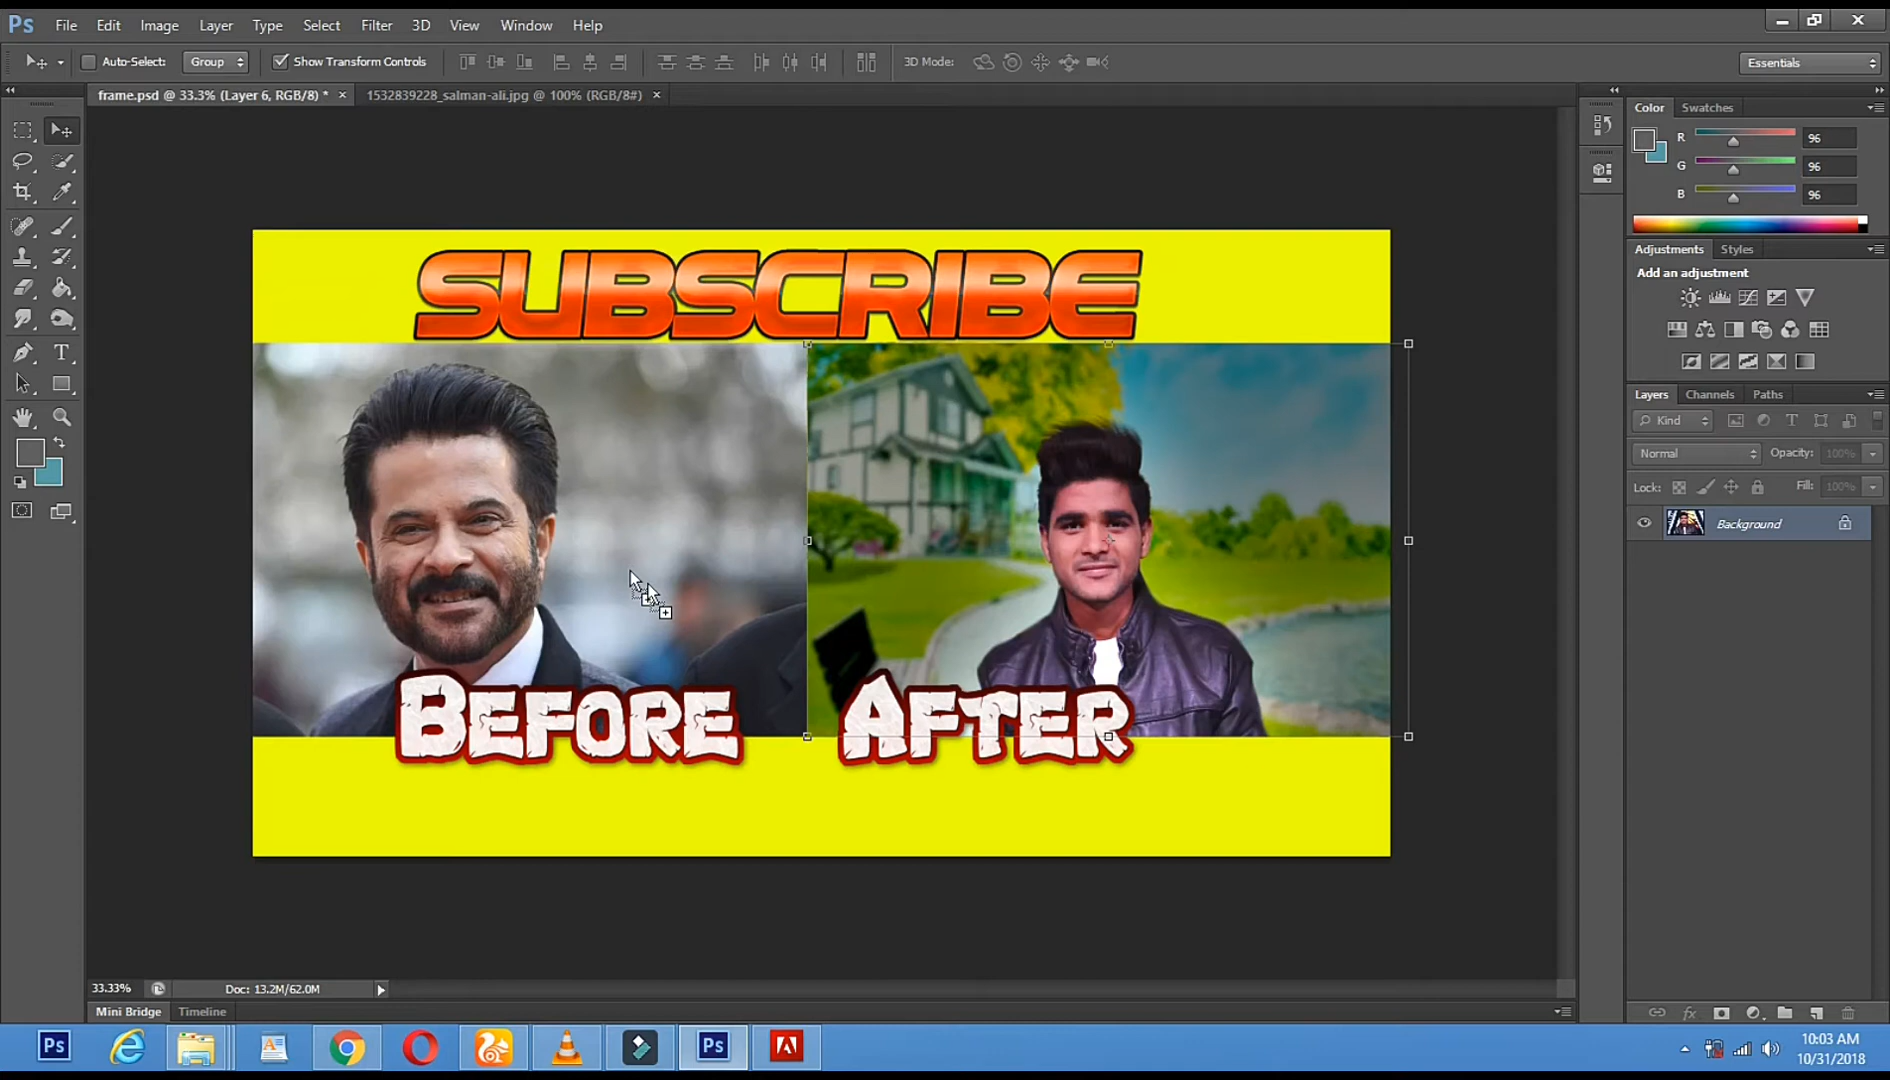 Ps File Edit Image Layer Type Select Filter 3D View Window Help
Auto-Select: Group Show Transform Controls 3D Mode: Essentials
frame.psd @ 33.3% (Layer 6, RGB/8) * × 1532839228_salman-ali.jpg @ 100% (RGB/8#) ×
Color Swatches
R 96
G 96
B 96
Adjustments Styles
Add an adjustment
Layers Channels Paths
Kind
Normal Opacity: 100%
Lock: Fill: 100%
Background
SUBSCRIBE
BEFORE AFTER
33.33% Doc: 13.2M/62.0M
Mini Bridge Timeline
Ps Ps
10:03 AM
10/31/2018